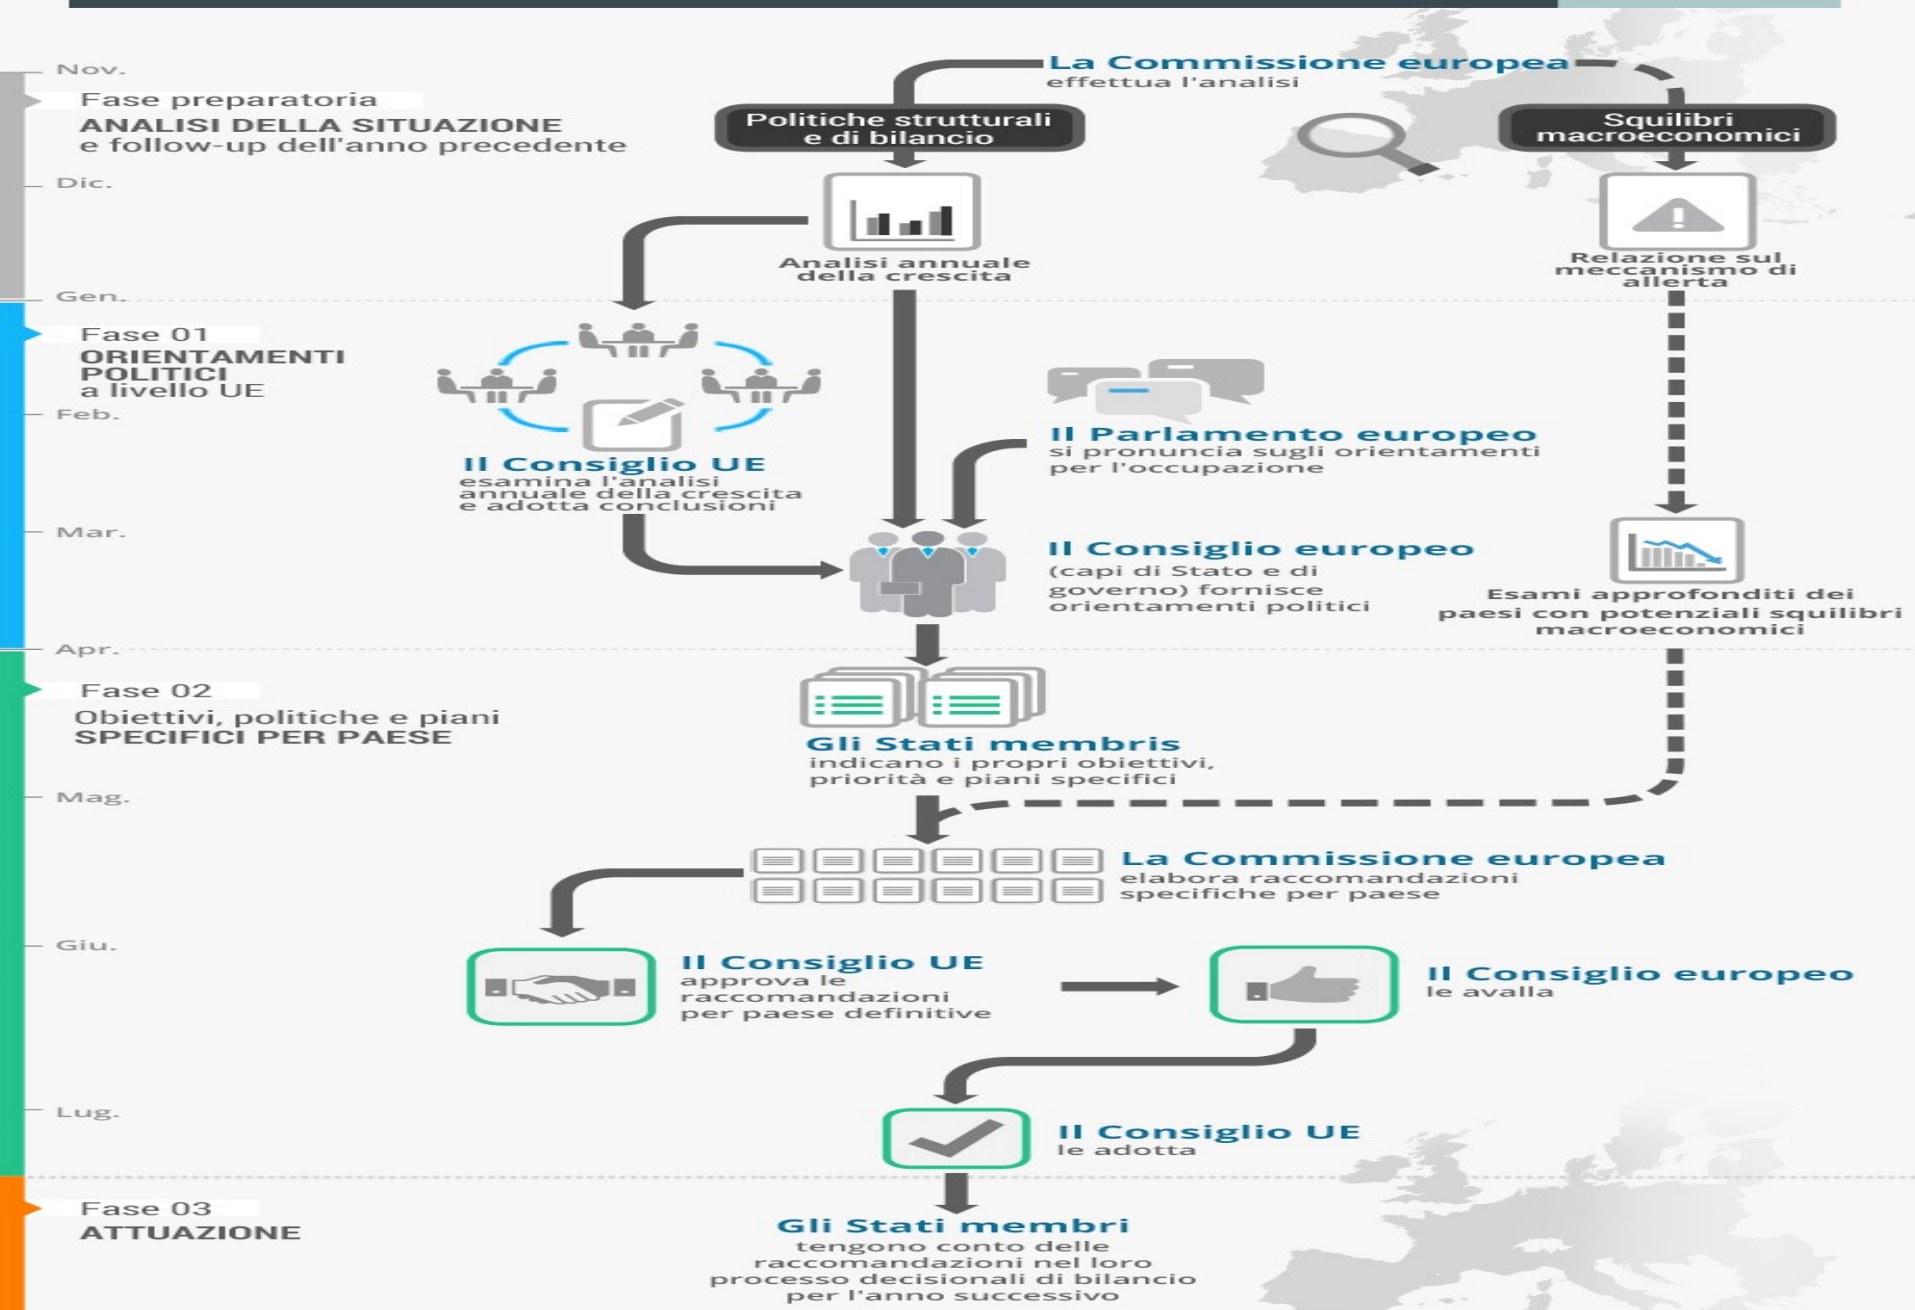 La Commissione europea
effettua l'analisi
Nov.
Fase preparatoria
ANALISI DELLA SITUAZIONE
e follow-up dell'anno precedente
Politiche strutturali
e di bilancio
Squilibri
macroeconomici
Dic.
Analisi annuale
della crescita
Relazione sul
meccanismo di
allerta
Gen.
Fase 01
ORIENTAMENTI
POLITICI
a livello UE
Feb.
Il Consiglio UE
esamina l'analisi
annuale della crescita
e adotta conclusioni
Il Parlamento europeo
si pronuncia sugli orientamenti
per l'occupazione
Mar.
Il Consiglio europeo
(capi di Stato e di
governo) fornisce
orientamenti politici
Esami approfonditi dei
paesi con potenziali squilibri
macroeconomici
Apr.
Fase 02
Obiettivi, politiche e piani
SPECIFICI PER PAESE
Gli Stati membris
indicano i propri obiettivi,
priorità e piani specifici
Mag.
La Commissione europea
elabora raccomandazioni
specifiche per paese
Giu.
Il Consiglio UE
approva le
raccomandazioni
per paese definitive
Il Consiglio europeo
le avalla
Lug.
Il Consiglio UE
le adotta
Fase 03
ATTUAZIONE
Gli Stati membri
tengono conto delle
raccomandazioni nel loro
processo decisionali di bilancio
per l'anno successivo